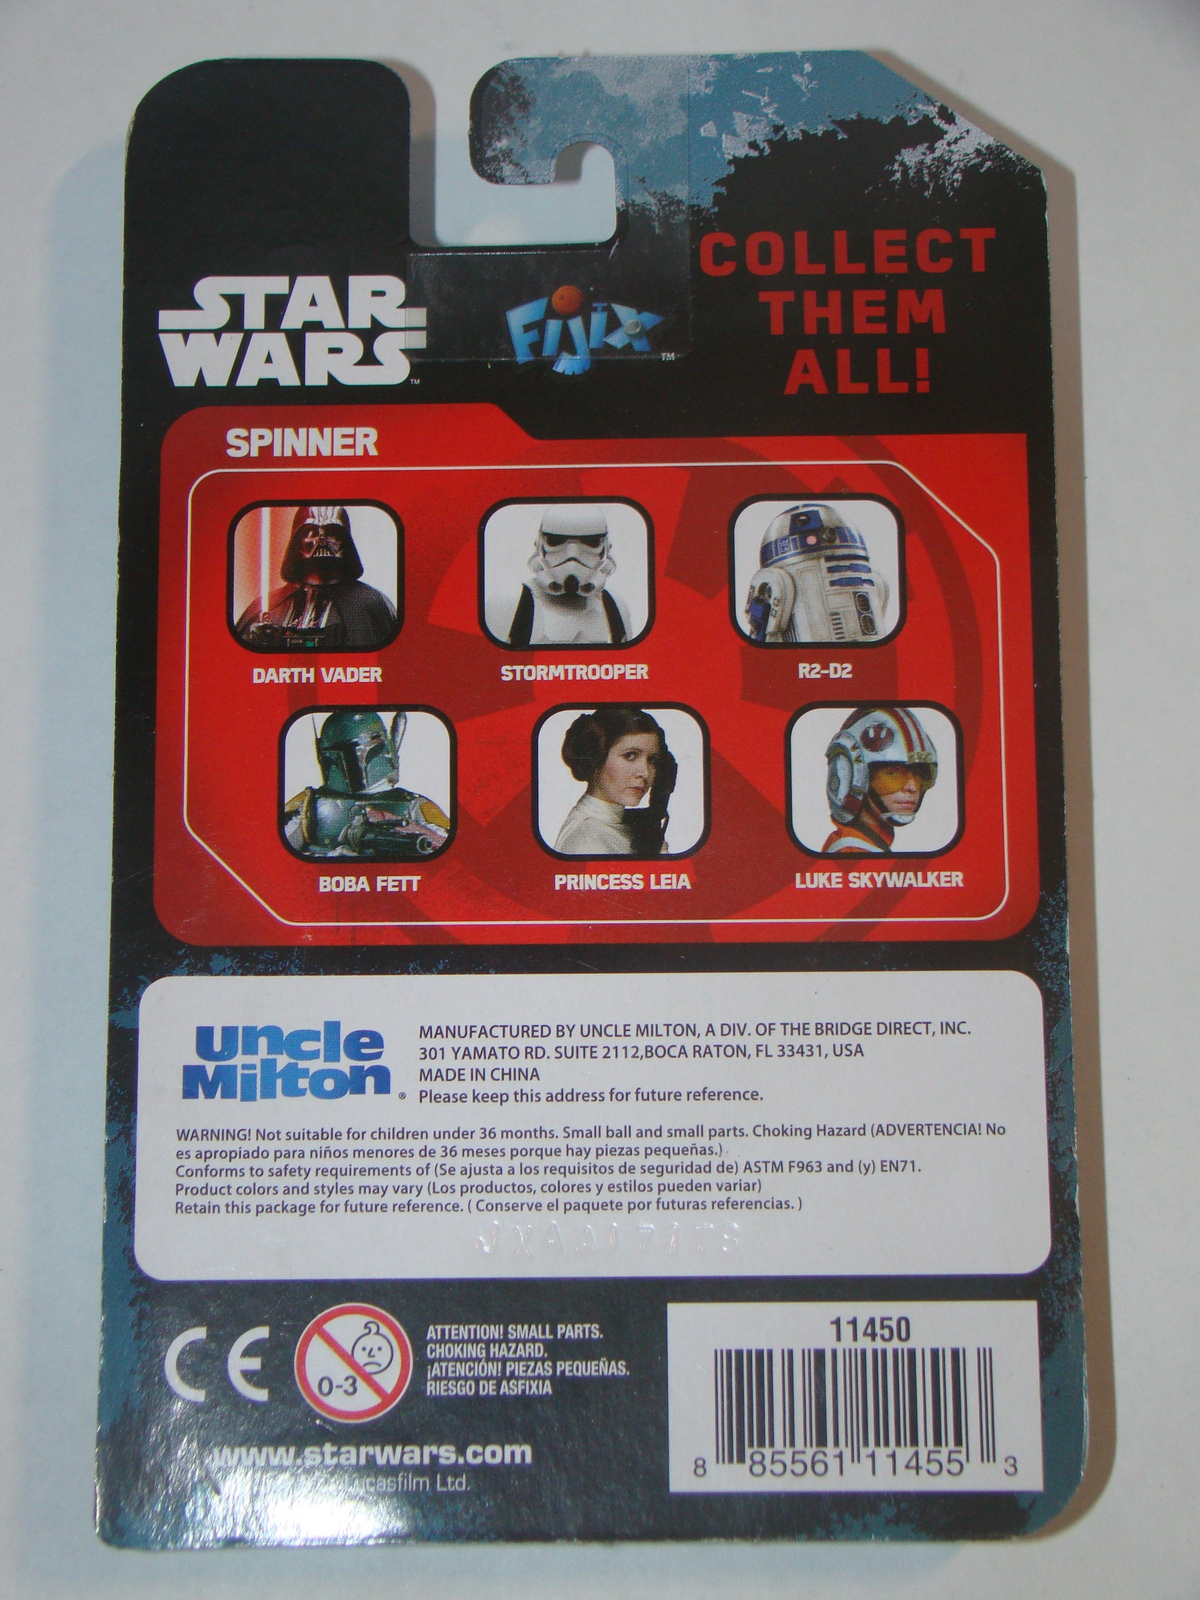 STAR
WARS™
Fijix™
COLLECT
THEM
ALL!
SPINNER
DARTH VADER
STORMTROOPER
R2-D2
BOBA FETT
PRINCESS LEIA
LUKE SKYWALKER
uncle
Milton®
MANUFACTURED BY UNCLE MILTON, A DIV. OF THE BRIDGE DIRECT, INC.
301 YAMATO RD. SUITE 2112,BOCA RATON, FL 33431, USA
MADE IN CHINA
Please keep this address for future reference.
WARNING! Not suitable for children under 36 months. Small ball and small parts. Choking Hazard (ADVERTENCIA! No
es apropiado para niños menores de 36 meses porque hay piezas pequeñas.)
Conforms to safety requirements of (Se ajusta a los requisitos de seguridad de) ASTM F963 and (y) EN71.
Product colors and styles may vary (Los productos, colores y estilos pueden variar)
Retain this package for future reference. ( Conserve el paquete por futuras referencias. )
CE
0-3
ATTENTION! SMALL PARTS.
CHOKING HAZARD.
¡ATENCIÓN! PIEZAS PEQUEÑAS.
RIESGO DE ASFIXIA
www.starwars.com
Lucasfilm Ltd.
11450
8 85561 11455 3